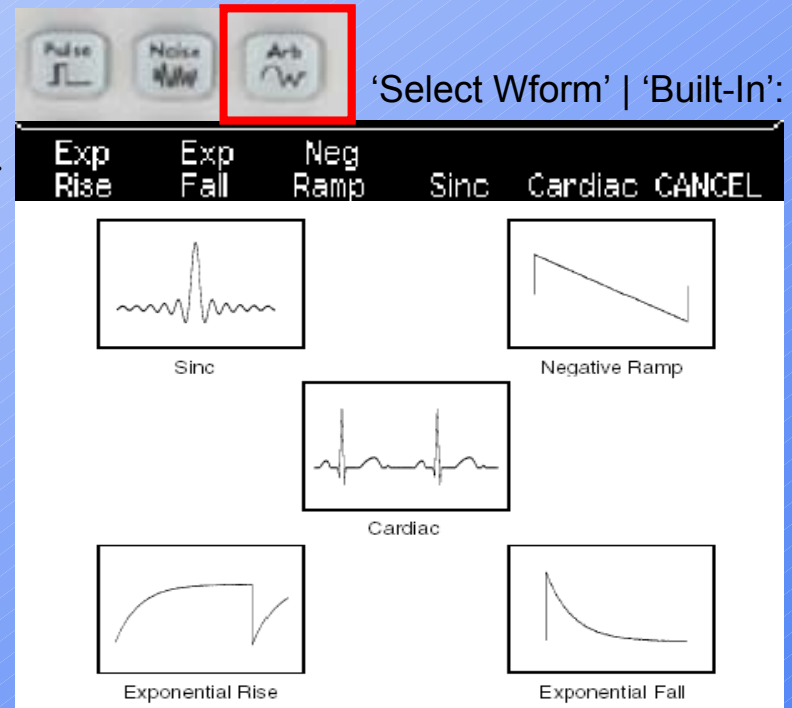 Pulse Noise Arb
‘Select Wform’ | ‘Built-In’:
Exp Rise Exp Fall Neg Ramp Sinc Cardiac CANCEL
Sinc Negative Ramp
Cardiac
Exponential Rise Exponential Fall